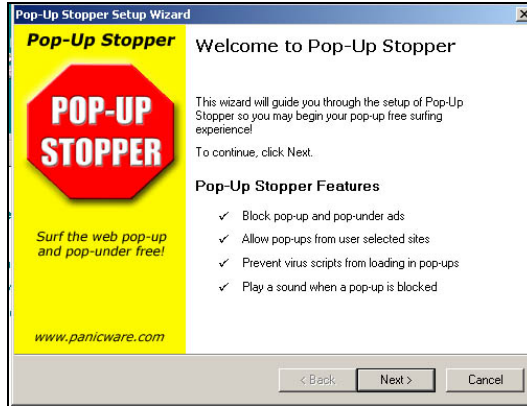 Pop-Up Stopper Setup Wizard
Pop-Up Stopper
POP-UP
STOPPER
Surf the web pop-up
and pop-under free!
www.panicware.com
Welcome to Pop-Up Stopper
This wizard will guide you through the setup of Pop-Up
Stopper so you may begin your pop-up free surfing
experience!
To continue, click Next.
Pop-Up Stopper Features
✓ Block pop-up and pop-under ads
✓ Allow pop-ups from user selected sites
✓ Prevent virus scripts from loading in pop-ups
✓ Play a sound when a pop-up is blocked
< Back
Next >
Cancel